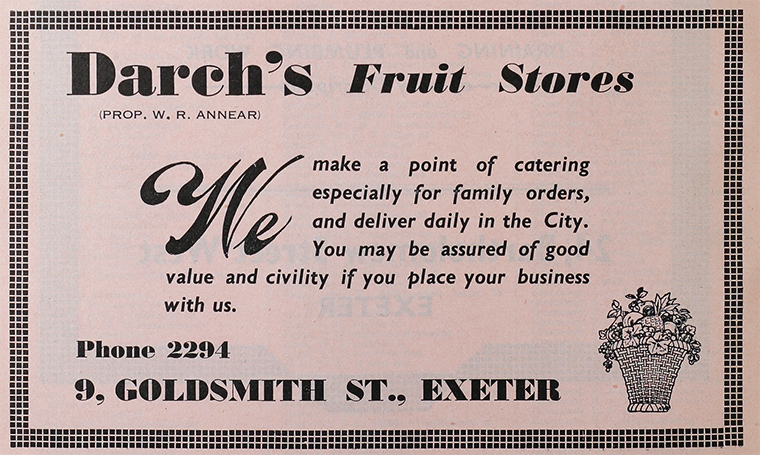 Darch's Fruit Stores
(PROP. W. R. ANNEAR)
We make a point of catering
especially for family orders,
and deliver daily in the City.
You may be assured of good
value and civility if you place your business
with us.
Phone 2294
9, GOLDSMITH ST., EXETER